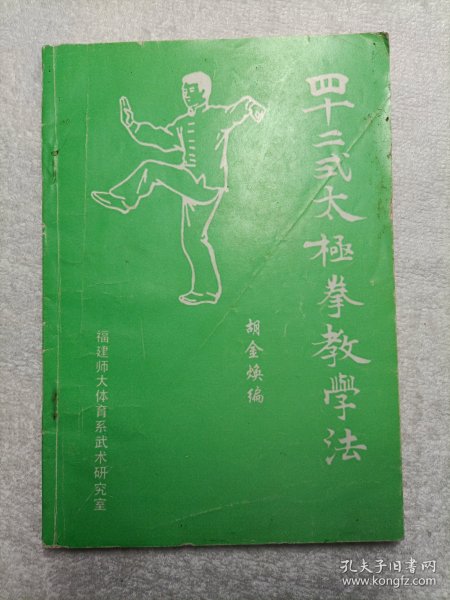 四十二式太極拳教學法
胡金焕编
福建师大体育系武术研究室
孔夫子旧书网
www.kongfz.com